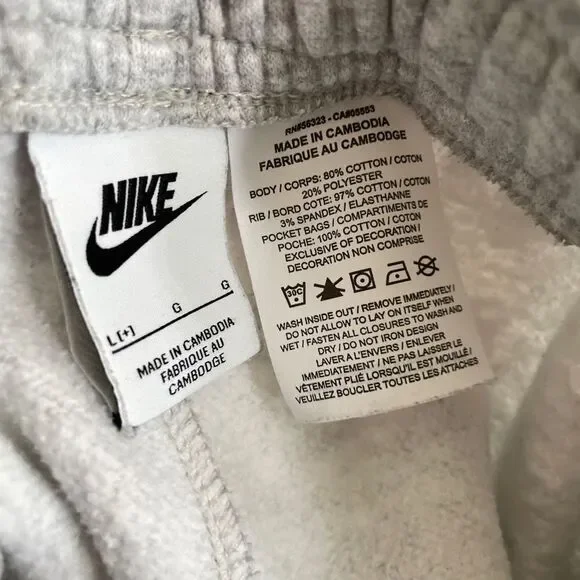 NIKE
L [+] G G
MADE IN CAMBODIA
FABRIQUE AU
CAMBODGE
RN#56323 - CA#05553
MADE IN CAMBODIA
FABRIQUE AU CAMBODGE
BODY / CORPS: 80% COTTON / COTON
20% POLYESTER
RIB / BORD COTE: 97% COTTON / COTON
3% SPANDEX / ELASTHANNE
POCKET BAGS / COMPARTIMENTS DE
POCHE: 100% COTTON / COTON
EXCLUSIVE OF DECORATION /
DECORATION NON COMPRISE
30C
WASH INSIDE OUT / REMOVE IMMEDIATELY /
DO NOT ALLOW TO LAY ON ITSELF WHEN
WET / FASTEN ALL CLOSURES TO WASH AND
DRY / DO NOT IRON DESIGN
LAVER A L'ENVERS / ENLEVER
IMMEDIATEMENT / NE PAS LAISSER LE
VÊTEMENT PLIÉ LORSQU'IL EST MOUILLÉ /
VEUILLEZ BOUCLER TOUTES LES ATTACHES